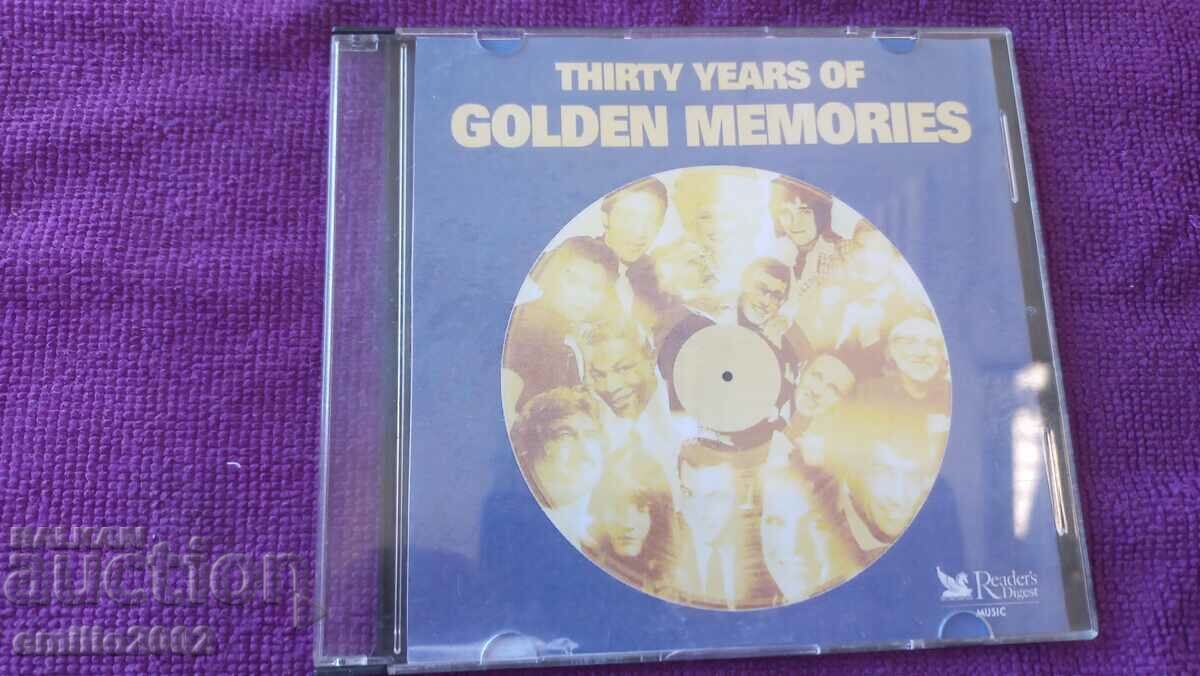 THIRTY YEARS OF
GOLDEN MEMORIES
Reader's
Digest
MUSIC
BALKAN
auction
emilio2002